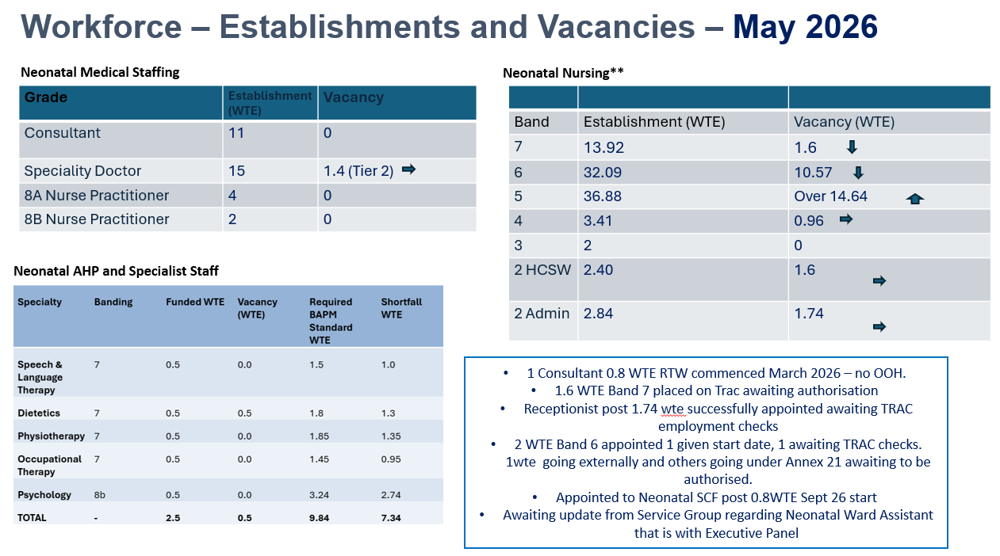 Workforce – Establishments and Vacancies – May 2026
Neonatal Medical Staffing
Grade Establishment (WTE) Vacancy
Consultant 11 0
Speciality Doctor 15 1.4 (Tier 2)
8A Nurse Practitioner 4 0
8B Nurse Practitioner 2 0
Neonatal Nursing**
Band Establishment (WTE) Vacancy (WTE)
7 13.92 1.6
6 32.09 10.57
5 36.88 Over 14.64
4 3.41 0.96
3 2 0
2 HCSW 2.40 1.6
2 Admin 2.84 1.74
Neonatal AHP and Specialist Staff
Specialty Banding Funded WTE Vacancy (WTE) Required BAPM Standard WTE Shortfall WTE
Speech & Language Therapy 7 0.5 0.0 1.5 1.0
Dietetics 7 0.5 0.5 1.8 1.3
Physiotherapy 7 0.5 0.0 1.85 1.35
Occupational Therapy 7 0.5 0.0 1.45 0.95
Psychology 8b 0.5 0.0 3.24 2.74
TOTAL - 2.5 0.5 9.84 7.34
• 1 Consultant 0.8 WTE RTW commenced March 2026 – no OOH.
• 1.6 WTE Band 7 placed on Trac awaiting authorisation
• Receptionist post 1.74 wte successfully appointed awaiting TRAC
employment checks
• 2 WTE Band 6 appointed 1 given start date, 1 awaiting TRAC checks.
1wte going externally and others going under Annex 21 awaiting to be
authorised.
• Appointed to Neonatal SCF post 0.8WTE Sept 26 start
• Awaiting update from Service Group regarding Neonatal Ward Assistant
that is with Executive Panel